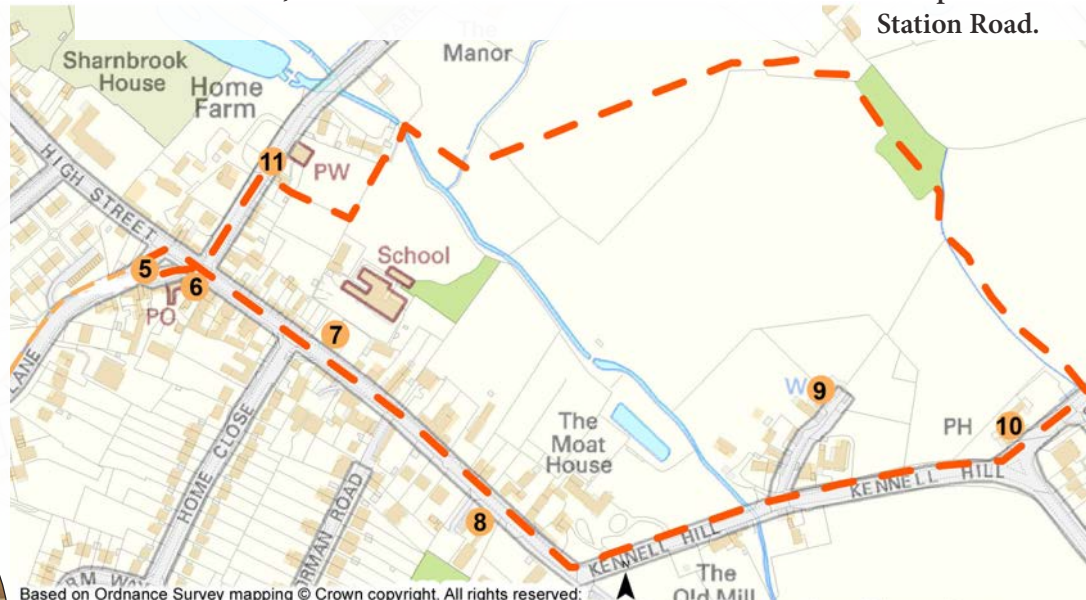 Station Road.
The
Manor
Sharnbrook
House
Home
Farm
11
PW
HIGH STREET
School
5
6
PO
7
LANE
W
9
The
Moat
House
PH
10
HOME CLOSE
8
KENNELL HILL
KENNELL HILL
The
Old Mill
Based on Ordnance Survey mapping © Crown copyright. All rights reserved: